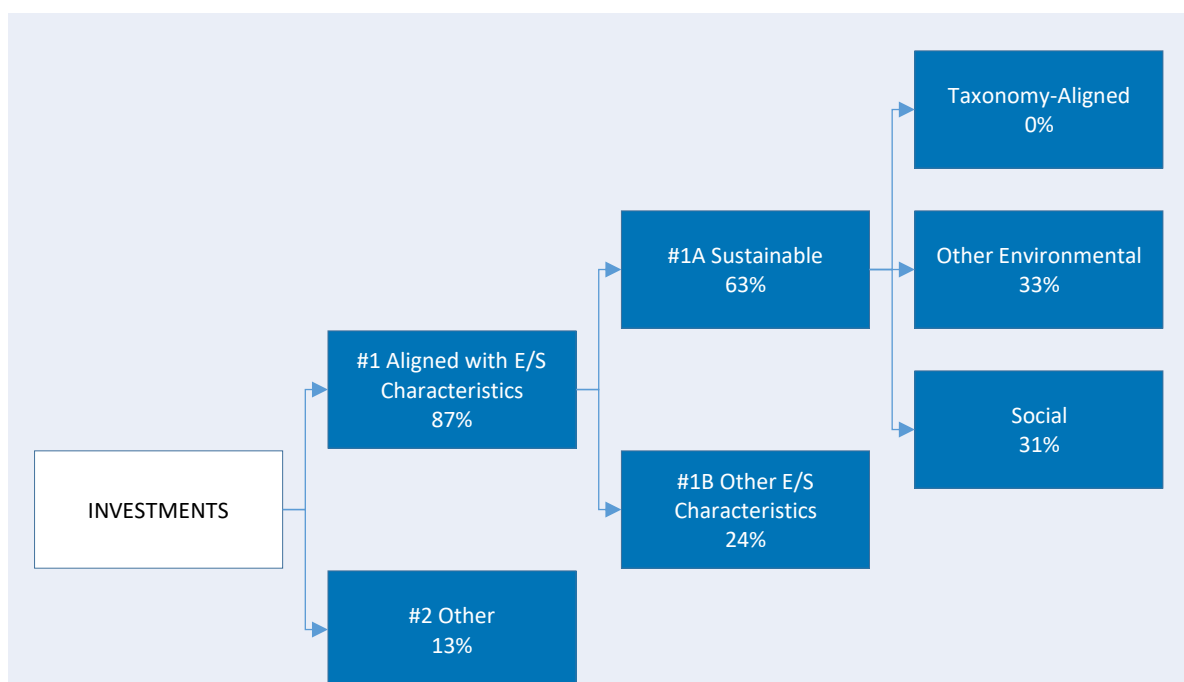 INVESTMENTS
#1 Aligned with E/S
Characteristics
87%
#2 Other
13%
#1A Sustainable
63%
#1B Other E/S
Characteristics
24%
Taxonomy-Aligned
0%
Other Environmental
33%
Social
31%